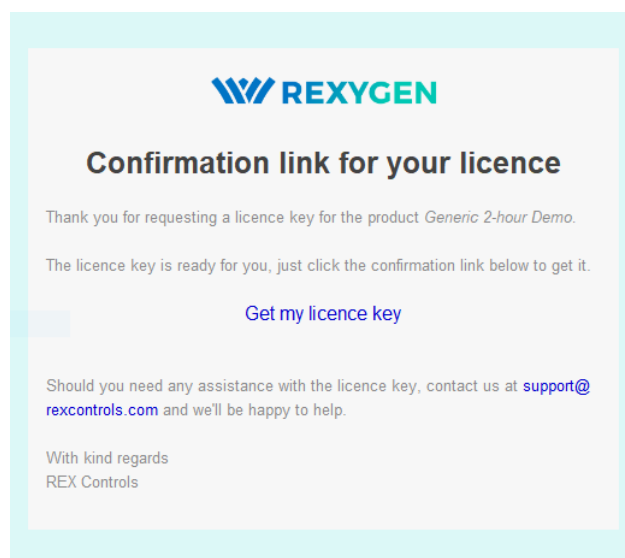 REXYGEN
Confirmation link for your licence
Thank you for requesting a licence key for the product Generic 2-hour Demo.
The licence key is ready for you, just click the confirmation link below to get it.
Get my licence key
Should you need any assistance with the licence key, contact us at support@
rexcontrols.com and we'll be happy to help.
With kind regards
REX Controls